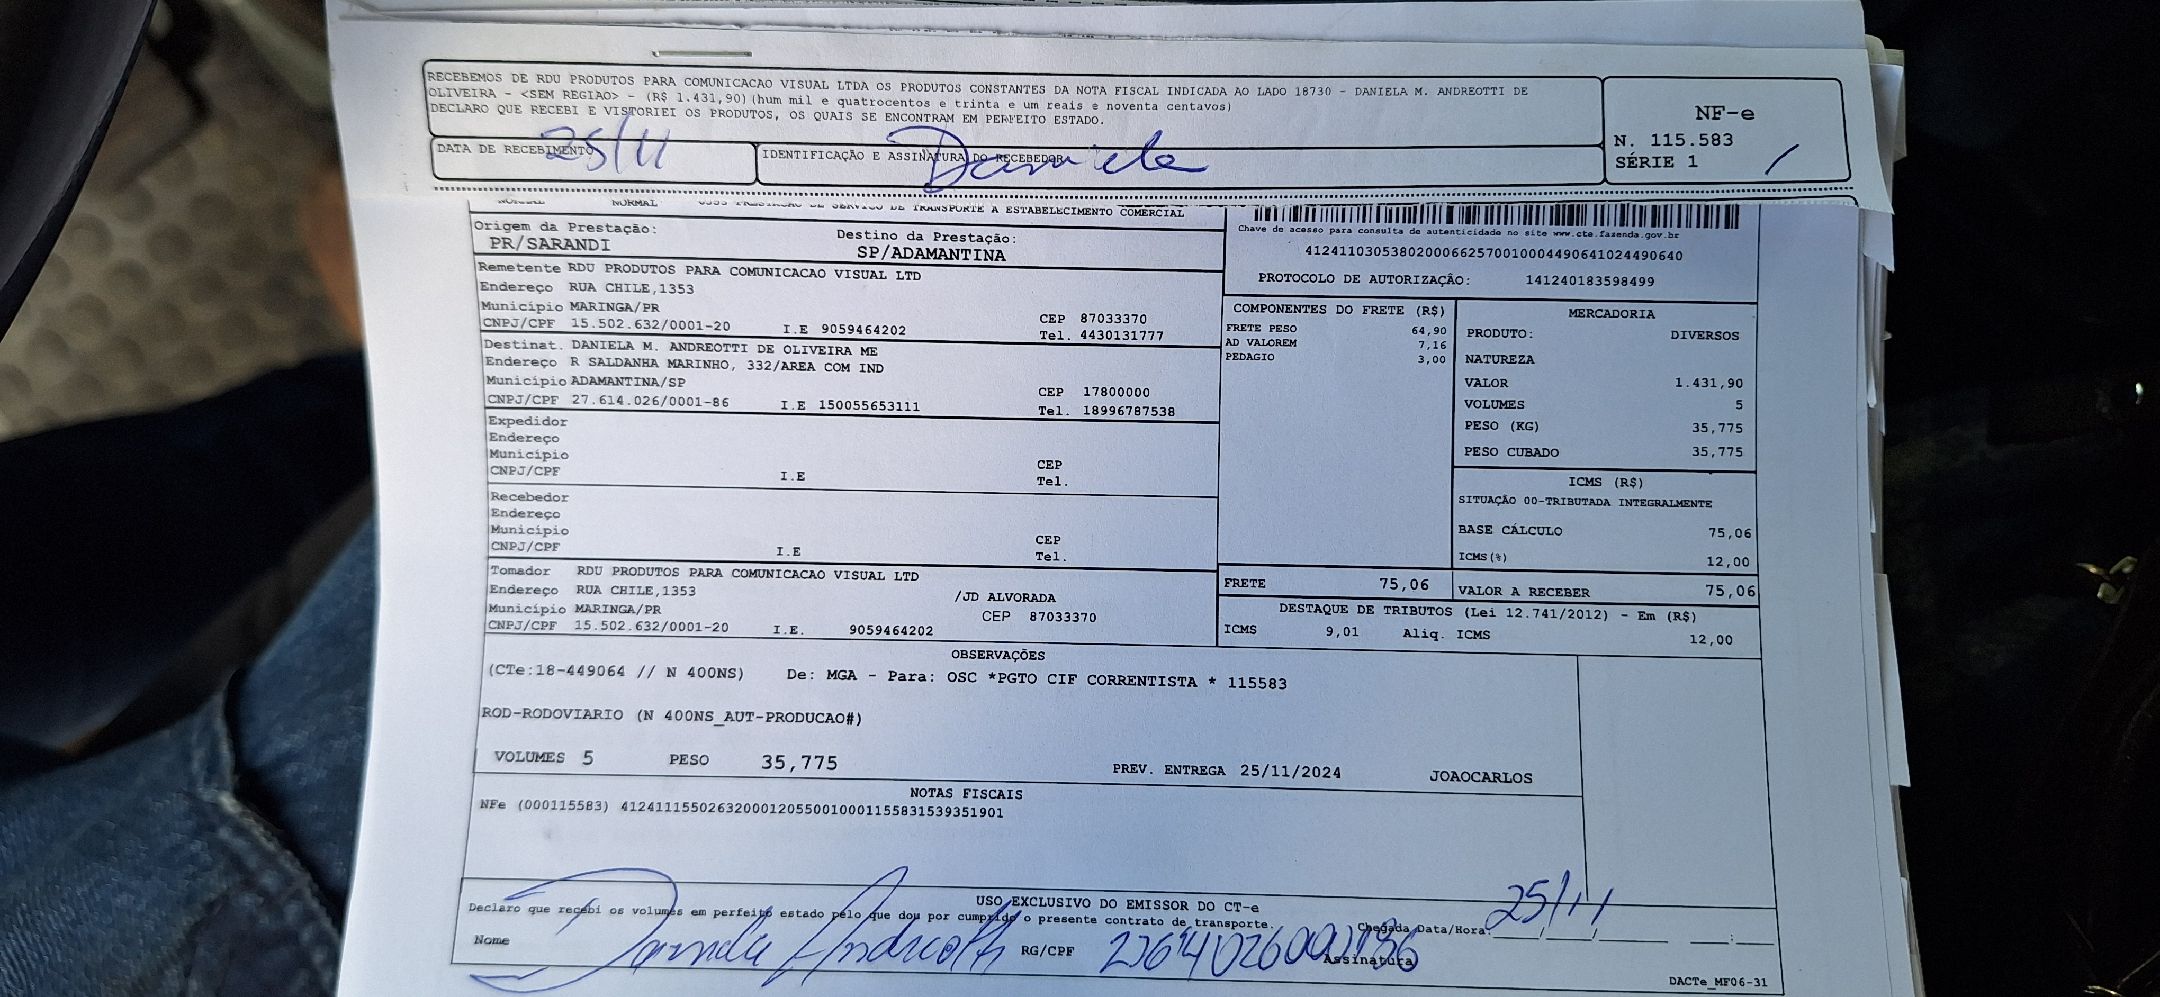 RECEBEMOS DE RDU PRODUTOS PARA COMUNICACAO VISUAL LTDA OS PRODUTOS CONSTANTES DA NOTA FISCAL INDICADA AO LADO 18730 - DANIELA M. ANDREOTTI DE
OLIVEIRA - <SEM REGIAO> - (R$ 1.431,90) (hum mil e quatrocentos e trinta e um reais e noventa centavos)
DECLARO QUE RECEBI E VISTORIEI OS PRODUTOS, OS QUAIS SE ENCONTRAM EM PERFEITO ESTADO.
NF-e
N. 115.583
SÉRIE 1
DATA DE RECEBIMENTO
25/11
IDENTIFICAÇÃO E ASSINATURA DO RECEBEDOR
Daniela
NORMAL NORMAL PRESTACAO DE SERVICO DE TRANSPORTE A ESTABELECIMENTO COMERCIAL
Origem da Prestação: Destino da Prestação:
PR/SARANDI SP/ADAMANTINA
Chave de acesso para consulta de autenticidade no site www.cte.fazenda.gov.br
41241103053802000662570010004490641024490640
PROTOCOLO DE AUTORIZAÇÃO: 141240183598499
Remetente RDU PRODUTOS PARA COMUNICACAO VISUAL LTD
Endereço RUA CHILE,1353
Município MARINGA/PR CEP 87033370
CNPJ/CPF 15.502.632/0001-20 I.E 9059464202 Tel. 4430131777
Destinat. DANIELA M. ANDREOTTI DE OLIVEIRA ME
Endereço R SALDANHA MARINHO, 332/AREA COM IND
Município ADAMANTINA/SP CEP 17800000
CNPJ/CPF 27.614.026/0001-86 I.E 150055653111 Tel. 18996787538
Expedidor
Endereço
Município CEP
CNPJ/CPF I.E Tel.
Recebedor
Endereço
Município CEP
CNPJ/CPF I.E Tel.
Tomador RDU PRODUTOS PARA COMUNICACAO VISUAL LTD
Endereço RUA CHILE,1353 /JD ALVORADA
Município MARINGA/PR CEP 87033370
CNPJ/CPF 15.502.632/0001-20 I.E. 9059464202
COMPONENTES DO FRETE (R$)
FRETE PESO 64,90
AD VALOREM 7,16
PEDAGIO 3,00
MERCADORIA
PRODUTO: DIVERSOS
NATUREZA
VALOR 1.431,90
VOLUMES 5
PESO (KG) 35,775
PESO CUBADO 35,775
ICMS (R$)
SITUAÇÃO 00-TRIBUTADA INTEGRALMENTE
BASE CÁLCULO 75,06
ICMS(%) 12,00
FRETE 75,06 VALOR A RECEBER 75,06
DESTAQUE DE TRIBUTOS (Lei 12.741/2012) - Em (R$)
ICMS 9,01 Aliq. ICMS 12,00
OBSERVAÇÕES
(CTe:18-449064 // N 400NS) De: MGA - Para: OSC *PGTO CIF CORRENTISTA * 115583
ROD-RODOVIARIO (N 400NS_AUT-PRODUCAO#)
VOLUMES 5 PESO 35,775 PREV. ENTREGA 25/11/2024 JOAOCARLOS
NOTAS FISCAIS
NFe (000115583) 41241115502632000120550010001155831539351901
USO EXCLUSIVO DO EMISSOR DO CT-e
Declaro que recebi os volumes em perfeito estado pelo que dou por cumprido o presente contrato de transporte.
Chegada Data/Hora: 25/11
Nome Daniela Andreotti RG/CPF Assinatura
DACTe_MF06-31